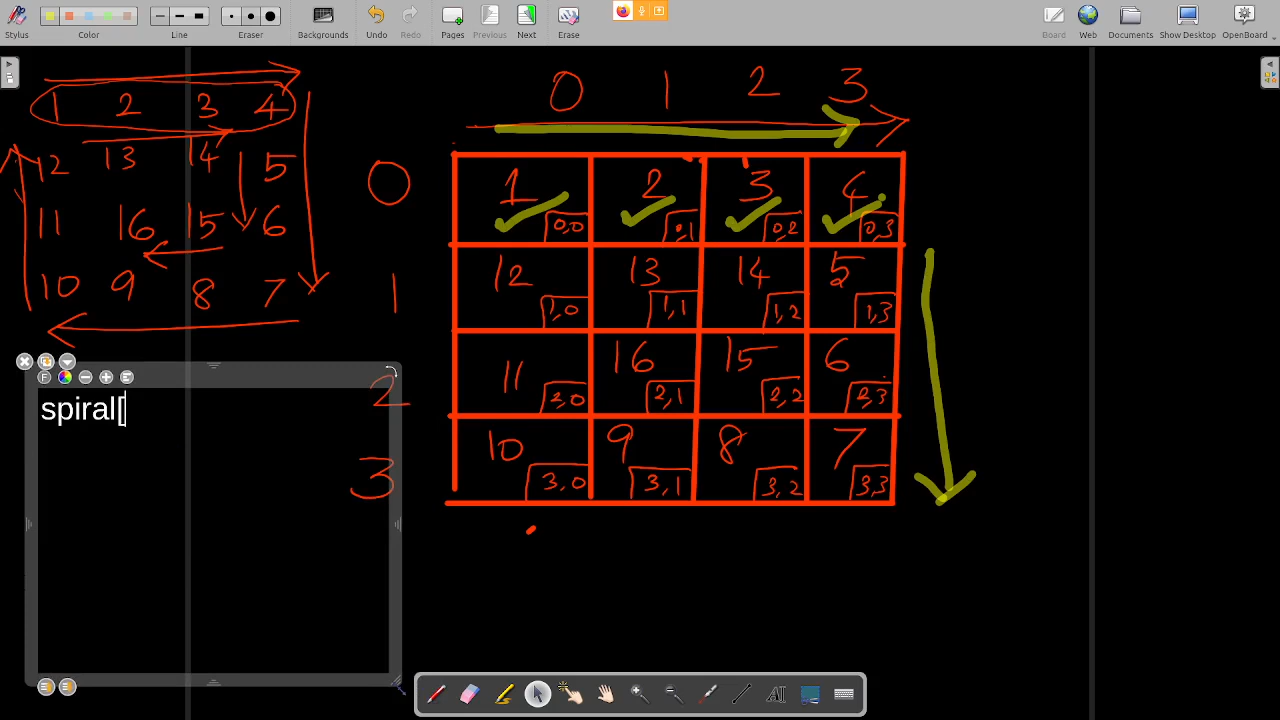 Stylus Color Line Eraser Backgrounds Undo Redo Pages Previous Next Erase Board Web Documents Show Desktop OpenBoard
1 2 3 4
12 13 14 5
11 16 15 6
10 9 8 7
F
spiral[
0 1 2 3
0 1 2 3 4
0,0 0,1 0,2 0,3
1 12 13 14 5
1,0 1,1 1,2 1,3
2 11 16 15 6
2,0 2,1 2,2 2,3
3 10 9 8 7
3,0 3,1 3,2 3,3
AI